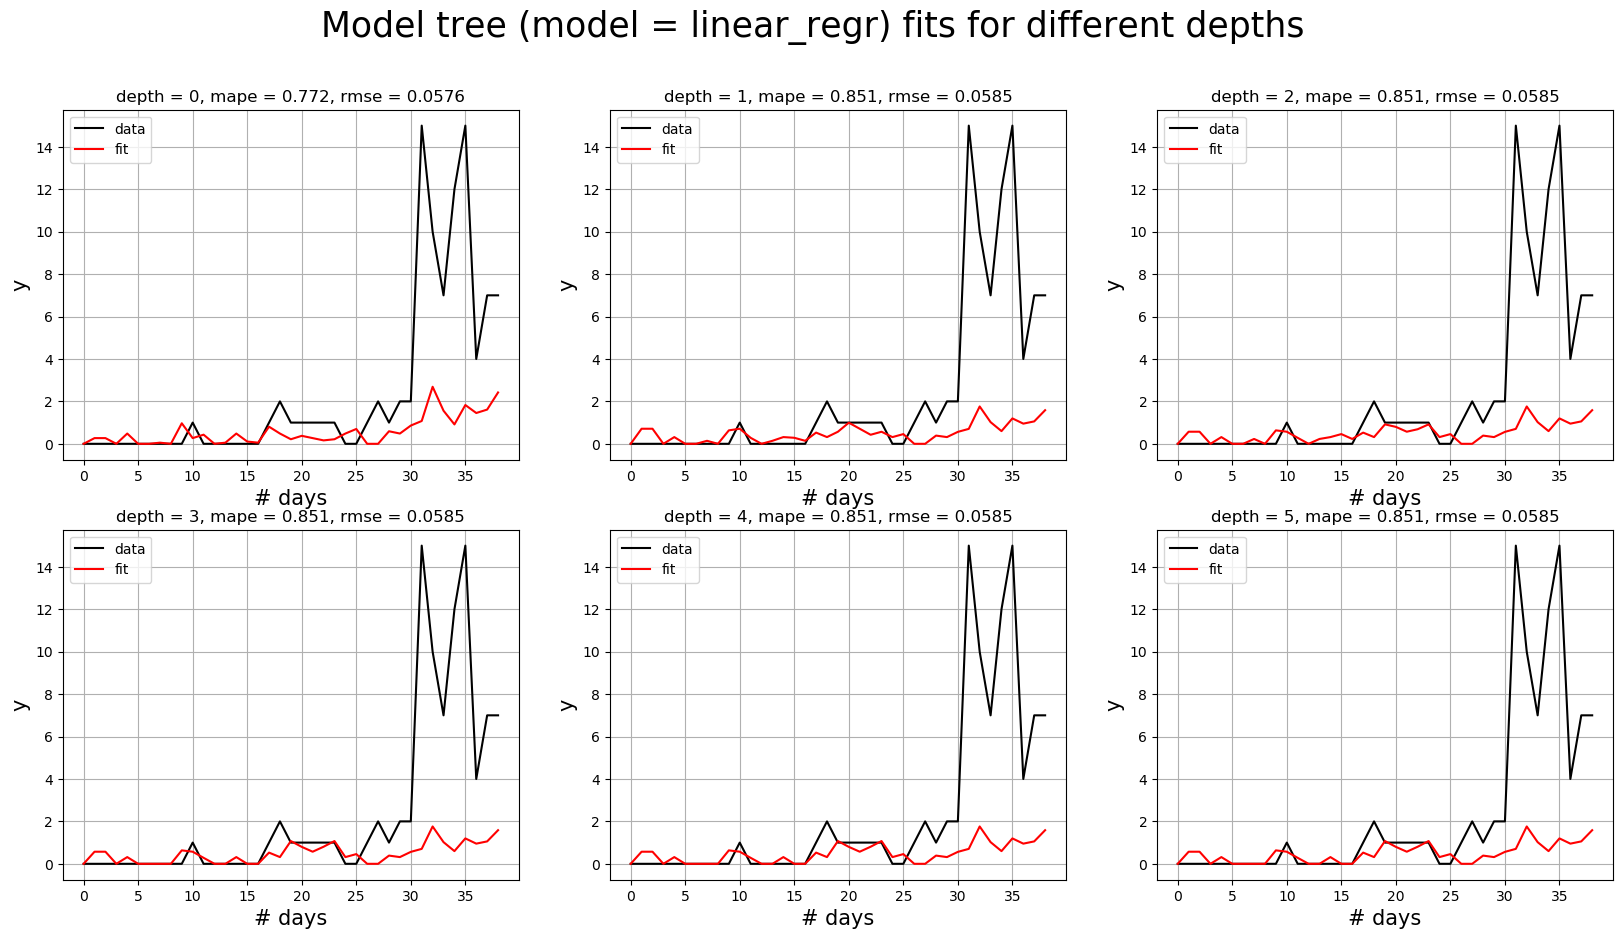 Model tree (model = linear_regr) fits for different depths
depth = 0, mape = 0.772, rmse = 0.0576
data
fit
14
12
10
8
6
4
2
0
y
0 5 10 15 20 25 30 35
# days
depth = 1, mape = 0.851, rmse = 0.0585
data
fit
14
12
10
8
6
4
2
0
y
0 5 10 15 20 25 30 35
# days
depth = 2, mape = 0.851, rmse = 0.0585
data
fit
14
12
10
8
6
4
2
0
y
0 5 10 15 20 25 30 35
# days
depth = 3, mape = 0.851, rmse = 0.0585
data
fit
14
12
10
8
6
4
2
0
y
0 5 10 15 20 25 30 35
# days
depth = 4, mape = 0.851, rmse = 0.0585
data
fit
14
12
10
8
6
4
2
0
y
0 5 10 15 20 25 30 35
# days
depth = 5, mape = 0.851, rmse = 0.0585
data
fit
14
12
10
8
6
4
2
0
y
0 5 10 15 20 25 30 35
# days